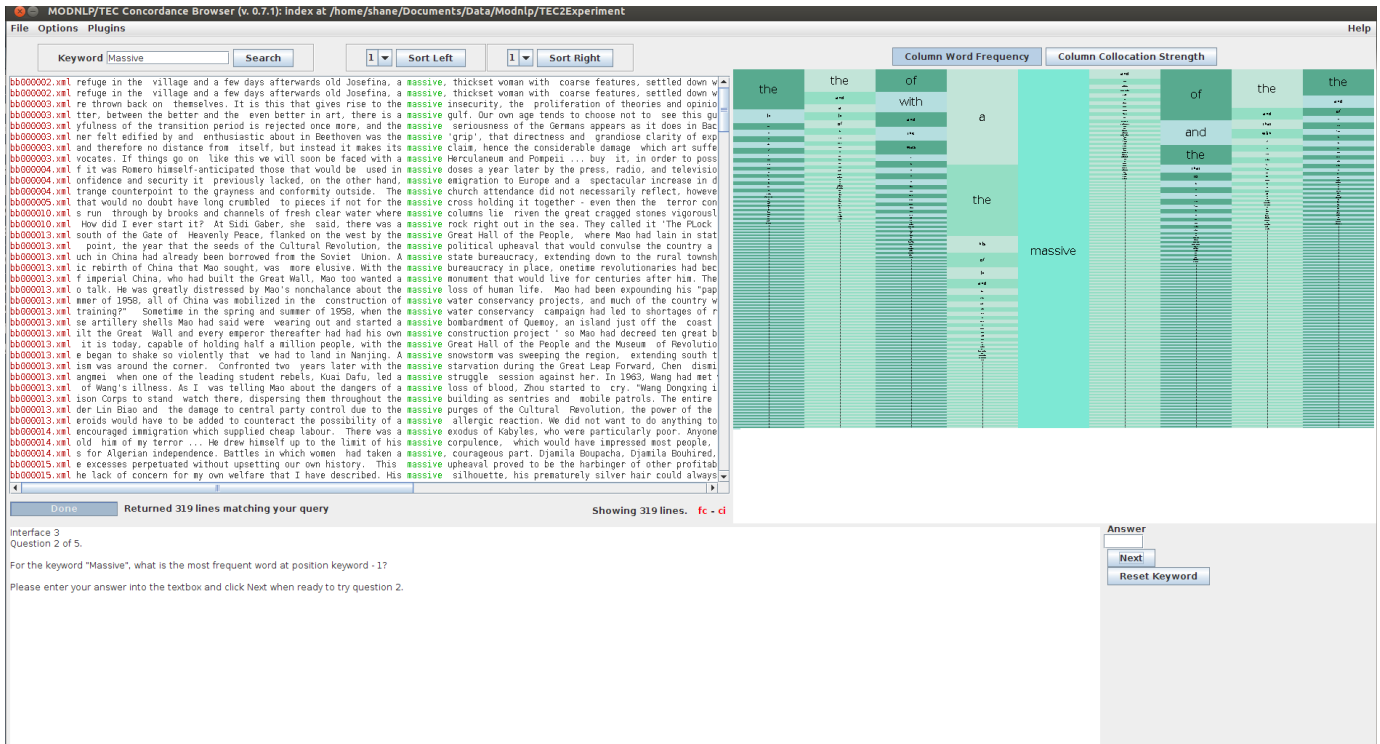 MODNLP/TEC Concordance Browser (v. 0.7.1): index at /home/shane/Documents/Data/Modnlp/TEC2Experiment
File Options Plugins Help
Keyword Massive Search 1 Sort Left 1 Sort Right
Column Word Frequency Column Collocation Strength
bb000002.xml refuge in the village and a few days afterwards old Josefina, a massive, thickset woman with coarse features, settled down w
bb000002.xml refuge in the village and a few days afterwards old Josefina, a massive, thickset woman with coarse features, settled down w
bb000003.xml re thrown back on themselves. It is this that gives rise to the massive insecurity, the proliferation of theories and opinio
bb000003.xml tter, between the better and the even better in art, there is a massive gulf. Our own age tends to choose not to see this gu
bb000003.xml yfulness of the transition period is rejected once more, and the massive seriousness of the Germans appears as it does in Bac
bb000003.xml ner felt edified by and enthusiastic about in Beethoven was the massive 'grip', that directness and grandiose clarity of exp
bb000003.xml and therefore no distance from itself, but instead it makes its massive claim, hence the considerable damage which art suffe
bb000003.xml vocates. If things go on like this we will soon be faced with a massive Herculaneum and Pompeii ... buy it, in order to poss
bb000004.xml f it was Romero himself-anticipated those that would be used in massive doses a year later by the press, radio, and televisio
bb000004.xml onfidence and security it previously lacked, on the other hand, massive emigration to Europe and a spectacular increase in d
bb000004.xml trange counterpoint to the grayness and conformity outside. The massive church attendance did not necessarily reflect, howeve
bb000005.xml that would no doubt have long crumbled to pieces if not for the massive cross holding it together - even then the terror con
bb000010.xml s run through by brooks and channels of fresh clear water where massive columns lie riven the great cragged stones vigorousl
bb000010.xml How did I ever start it? At Sidi Gaber, she said, there was a massive rock right out in the sea. They called it 'The PLock
bb000013.xml south of the Gate of Heavenly Peace, flanked on the west by the massive Great Hall of the People, where Mao had lain in stat
bb000013.xml point, the year that the seeds of the Cultural Revolution, the massive political upheaval that would convulse the country a
bb000013.xml uch in China had already been borrowed from the Soviet Union. A massive state bureaucracy, extending down to the rural townsh
bb000013.xml ic rebirth of China that Mao sought, was more elusive. With the massive bureaucracy in place, onetime revolutionaries had bec
bb000013.xml f imperial China, who had built the Great Wall, Mao too wanted a massive monument that would live for centuries after him. The
bb000013.xml o talk. He was greatly distressed by Mao's nonchalance about the massive loss of human life. Mao had been expounding his "pap
bb000013.xml mmer of 1958, all of China was mobilized in the construction of massive water conservancy projects, and much of the country w
bb000013.xml training?" Sometime in the spring and summer of 1958, when the massive water conservancy campaign had led to shortages of r
bb000013.xml se artillery shells Mao had said were wearing out and started a massive bombardment of Quemoy, an island just off the coast
bb000013.xml ilt the Great Wall and every emperor thereafter had had his own massive construction project ' so Mao had decreed ten great b
bb000013.xml it is today, capable of holding half a million people, with the massive Great Hall of the People and the Museum of Revolutio
bb000013.xml e began to shake so violently that we had to land in Nanjing. A massive snowstorm was sweeping the region, extending south t
bb000013.xml ism was around the corner. Confronted two years later with the massive starvation during the Great Leap Forward, Chen dismi
bb000013.xml angmei when one of the leading student rebels, Kuai Dafu, led a massive struggle session against her. In 1963, Wang had met
bb000013.xml of Wang's illness. As I was telling Mao about the dangers of a massive loss of blood, Zhou started to cry. "Wang Dongxing i
bb000013.xml ison Corps to stand watch there, dispersing them throughout the massive building as sentries and mobile patrols. The entire
bb000013.xml der Lin Biao and the damage to central party control due to the massive purges of the Cultural Revolution, the power of the
bb000013.xml eroids would have to be added to counteract the possibility of a massive allergic reaction. We did not want to do anything to
bb000014.xml encouraged immigration which supplied cheap labour. There was a massive exodus of Kabyles, who were particularly poor. Anyone
bb000014.xml old him of my terror ... He drew himself up to the limit of his massive corpulence, which would have impressed most people,
bb000014.xml s for Algerian independence. Battles in which women had taken a massive, courageous part. Djamila Boupacha, Djamila Bouhired,
bb000015.xml e excesses perpetuated without upsetting our own history. This massive upheaval proved to be the harbinger of other profitab
bb000015.xml he lack of concern for my own welfare that I have described. His massive silhouette, his prematurely silver hair could always
the the of a massive of the the
with and
the the
Done Returned 319 lines matching your query Showing 319 lines. fc - ci
Interface 3
Question 2 of 5.
For the keyword "Massive", what is the most frequent word at position keyword - 1?
Please enter your answer into the textbox and click Next when ready to try question 2.
Answer
Next
Reset Keyword